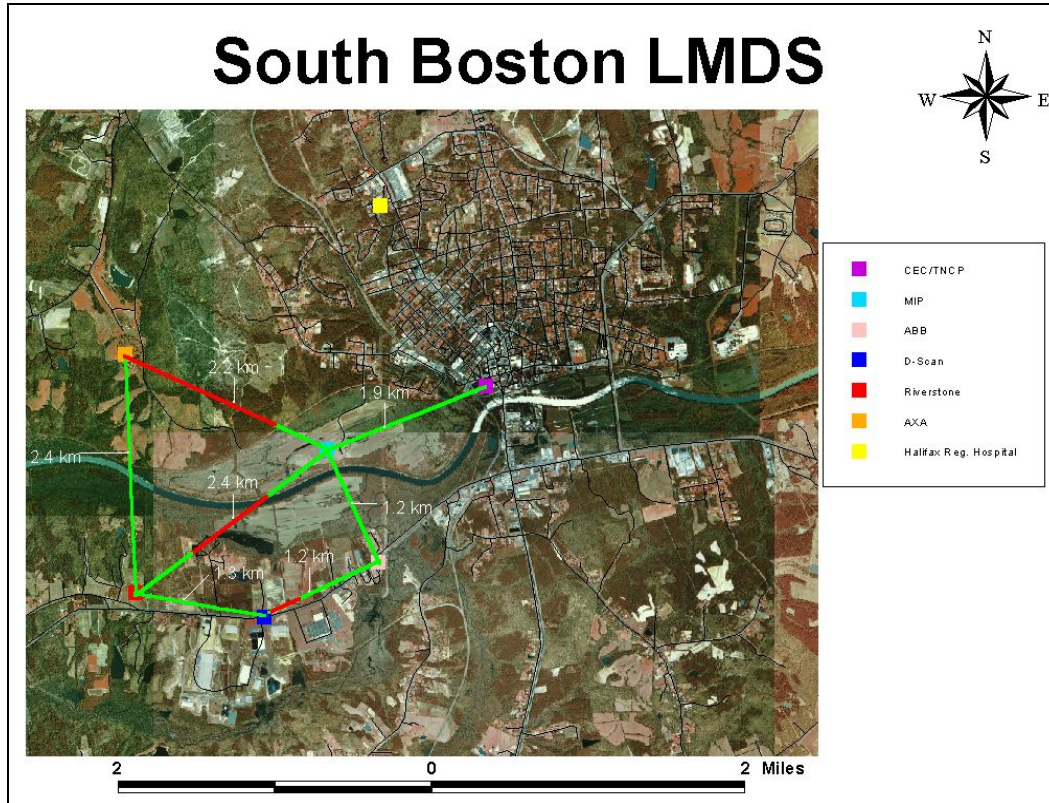 South Boston LMDS
N
W E
S
CEC/TNCP
MIP
ABB
D-Scan
Riverstone
AXA
Halifax Reg. Hospital
2.2 km
1.9 km
2.4 km
2.4 km
1.2 km
1.2 km
1.3 km
2 0 2 Miles